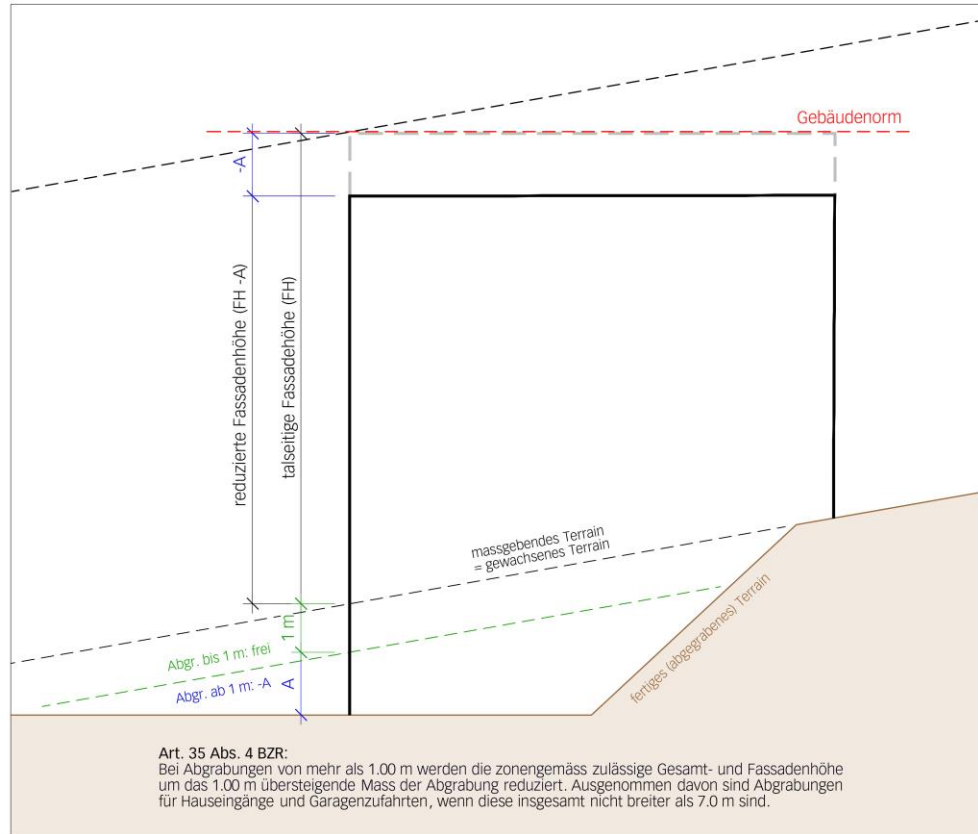 Gebäudenorm
-A
reduzierte Fassadenhöhe (FH -A)
talseitige Fassadehöhe (FH)
massgebendes Terrain
= gewachsenes Terrain
1 m
Abgr. bis 1 m: frei
Abgr. ab 1 m: -A
A
fertiges (abgegrabenes) Terrain
Art. 35 Abs. 4 BZR:
Bei Abgrabungen von mehr als 1.00 m werden die zonengemäss zulässige Gesamt- und Fassadenhöhe
um das 1.00 m übersteigende Mass der Abgrabung reduziert. Ausgenommen davon sind Abgrabungen
für Hauseingänge und Garagenzufahrten, wenn diese insgesamt nicht breiter als 7.0 m sind.